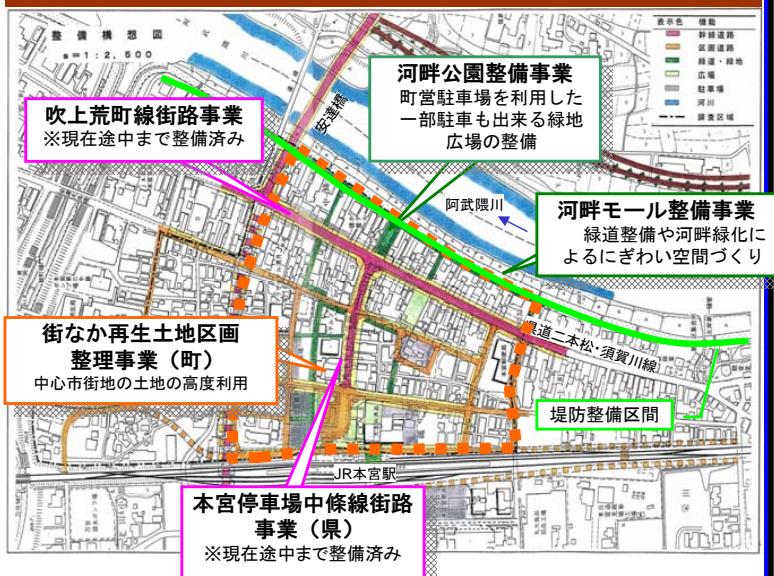 整備構想図
s=1:2,500
阿武隈川
安達橋
表示色 機能
幹線道路
区画道路
緑道・緑地
広場
駐車場
河川
調査区域
吹上荒町線街路事業
※現在途中まで整備済み
河畔公園整備事業
町営駐車場を利用した
一部駐車も出来る緑地
広場の整備
阿武隈川
河畔モール整備事業
緑道整備や河畔緑化に
よるにぎわい空間づくり
街なか再生土地区画
整理事業（町）
中心市街地の土地の高度利用
県道二本松・須賀川線
堤防整備区間
JR本宮駅
本宮停車場中條線街路
事業（県）
※現在途中まで整備済み